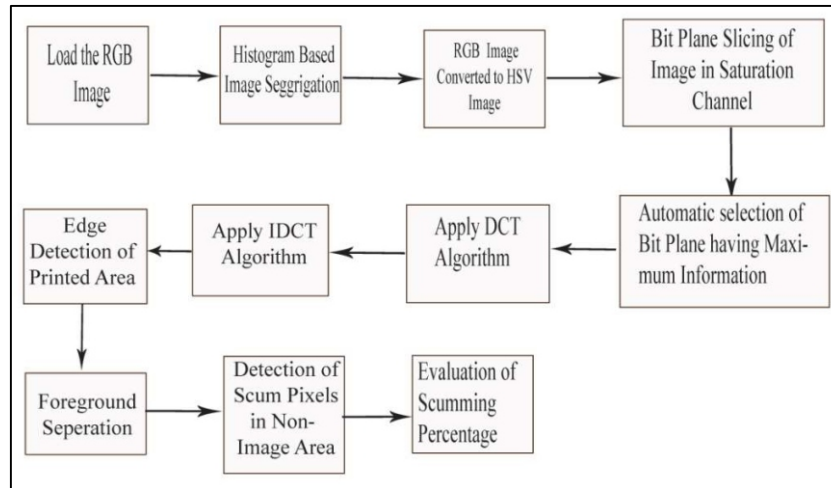 Load the RGB
Image
Histogram Based
Image Seggrigation
RGB Image
Converted to HSV
Image
Bit Plane Slicing of
Image in Saturation
Channel
Automatic selection of
Bit Plane having Maxi-
mum Information
Apply DCT
Algorithm
Apply IDCT
Algorithm
Edge
Detection of
Printed Area
Foreground
Seperation
Detection of
Scum Pixels
in Non-
Image Area
Evaluation of
Scumming
Percentage